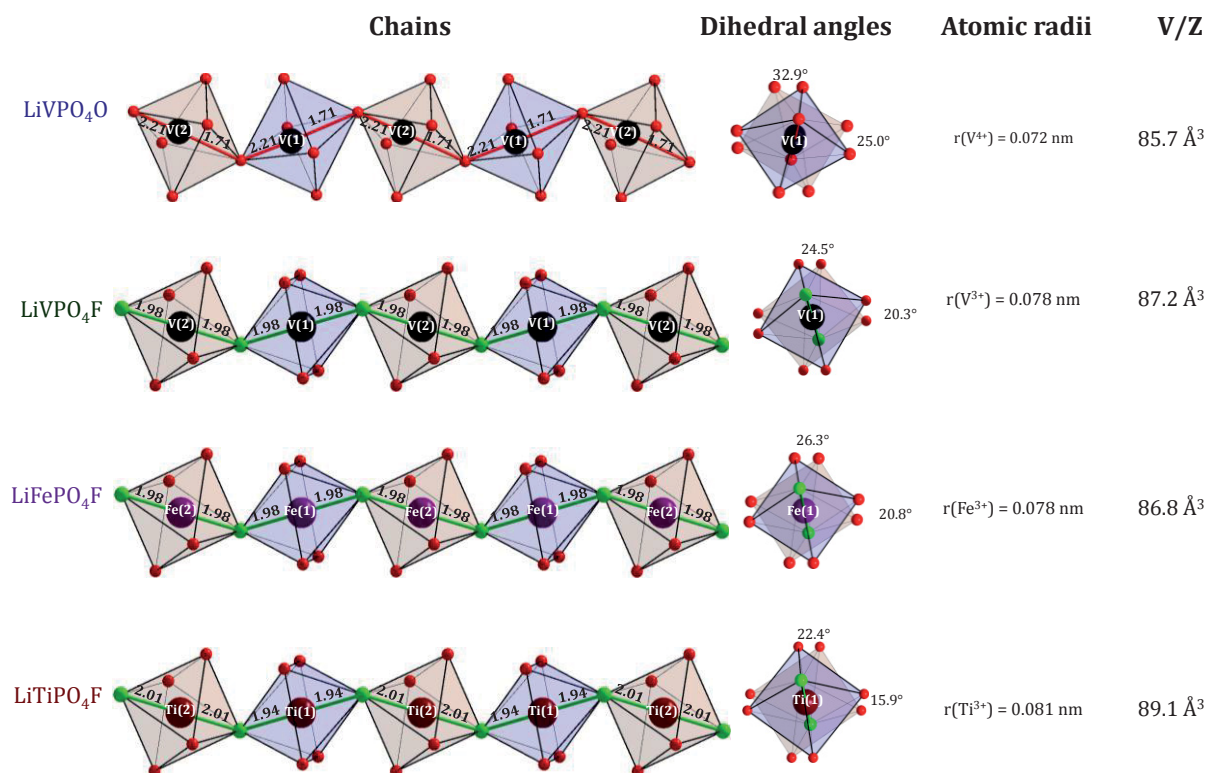 Chains Dihedral angles Atomic radii V/Z
LiVPO₄O
2.21 V(2) 1.71 2.21 V(1) 1.71 2.21 V(2) 1.71 2.21 V(1) 1.71 2.21 V(2) 1.71
32.9°
V(1)
25.0°
r(V⁴⁺) = 0.072 nm
85.7 Å³
LiVPO₄F
1.98 V(2) 1.98 1.98 V(1) 1.98 1.98 V(2) 1.98 1.98 V(1) 1.98 1.98 V(2) 1.98
24.5°
V(1)
20.3°
r(V³⁺) = 0.078 nm
87.2 Å³
LiFePO₄F
1.98 Fe(2) 1.98 1.98 Fe(1) 1.98 1.98 Fe(2) 1.98 1.98 Fe(1) 1.98 1.98 Fe(2) 1.98
26.3°
Fe(1)
20.8°
r(Fe³⁺) = 0.078 nm
86.8 Å³
LiTiPO₄F
2.01 Ti(2) 2.01 1.94 Ti(1) 1.94 2.01 Ti(2) 2.01 1.94 Ti(1) 1.94 2.01 Ti(2) 2.01
22.4°
Ti(1)
15.9°
r(Ti³⁺) = 0.081 nm
89.1 Å³